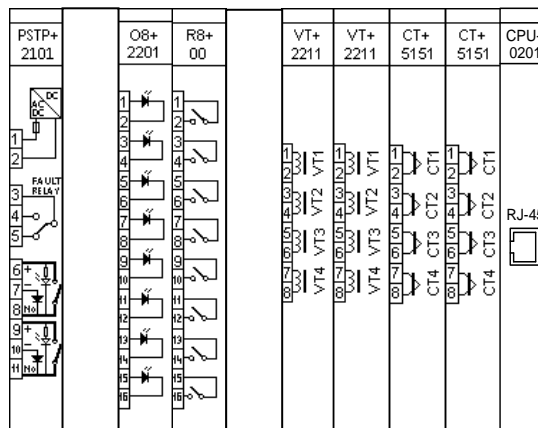 PSTP+
2101
O8+
2201
R8+
00
VT+
2211
VT+
2211
CT+
5151
CT+
5151
CPU+
0201
DC
AC
DC
1
2
FAULT
RELAY
3
4
5
6 +
7 -
8 No
9 +
10 -
11 No
1
2
3
4
5
6
7
8
9
10
11
12
13
14
15
16
1
2
3
4
5
6
7
8
9
10
11
12
13
14
15
16
1
2
VT1
3
4
VT2
5
6
VT3
7
8
VT4
1
2
VT1
3
4
VT2
5
6
VT3
7
8
VT4
1
2
CT1
3
4
CT2
5
6
CT3
7
8
CT4
1
2
CT1
3
4
CT2
5
6
CT3
7
8
CT4
RJ-45